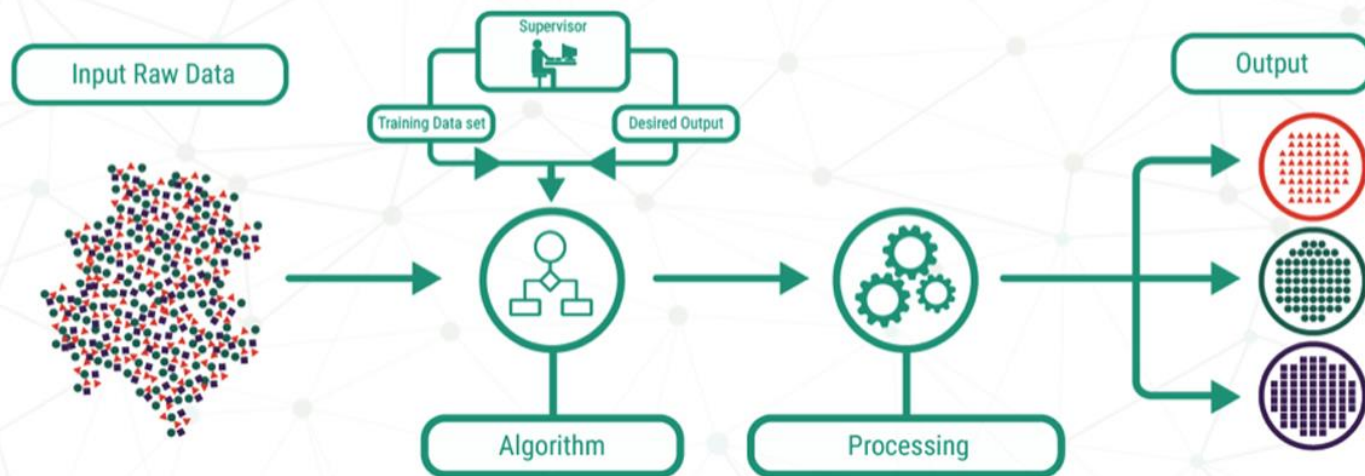 Supervisor
Input Raw Data
Output
Training Data set
Desired Output
Algorithm
Processing